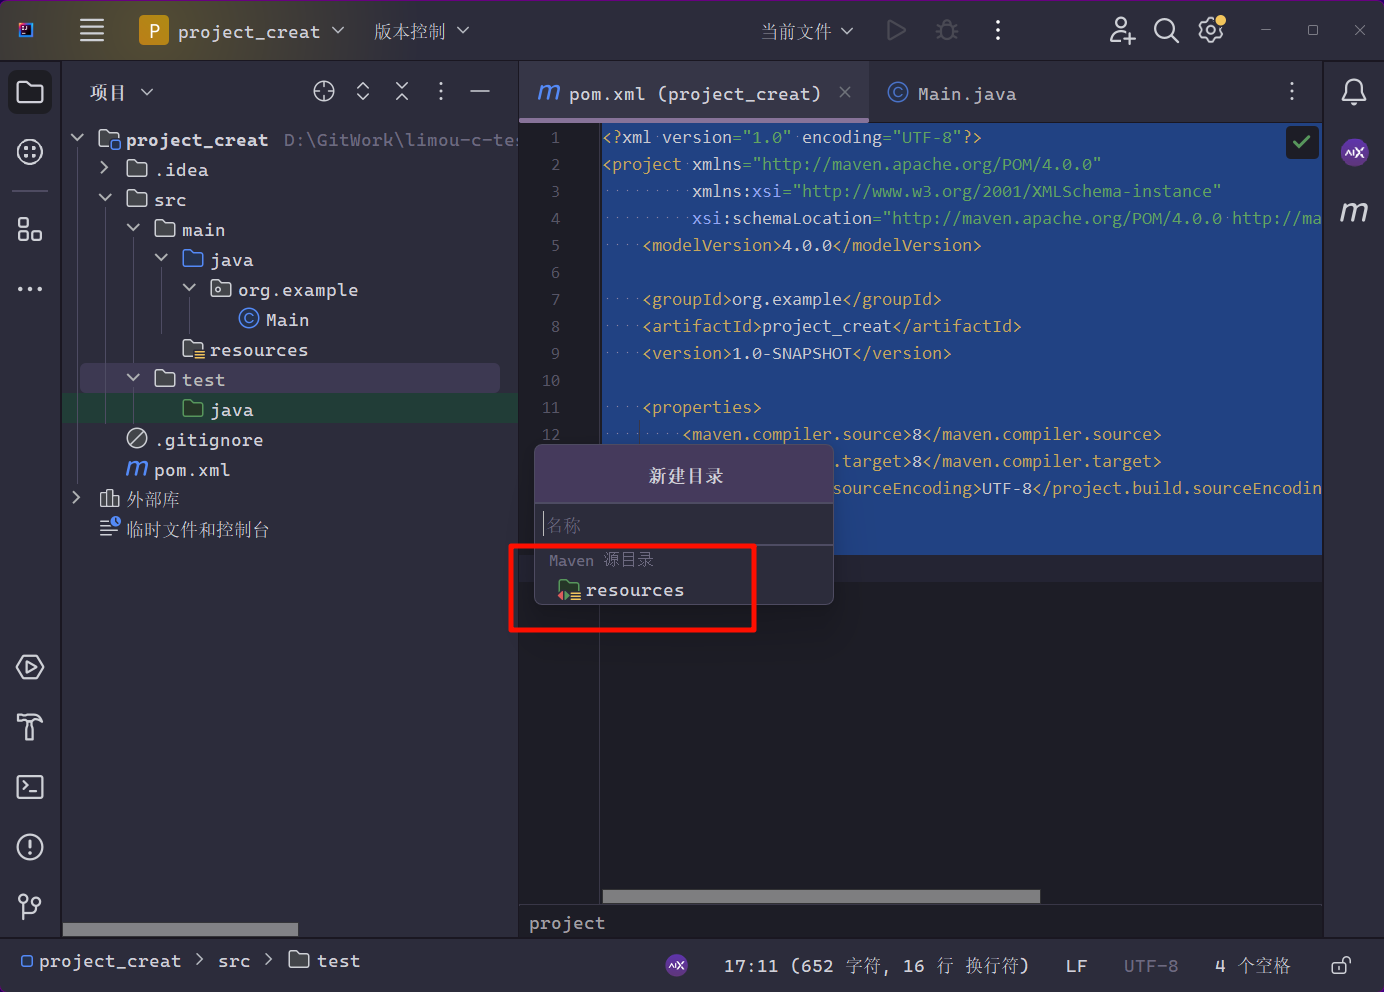 P project_creat 版本控制 当前文件
项目
pom.xml (project_creat)
Main.java
project_creat D:\GitWork\limou-c-tes
.idea
src
main
java
org.example
Main
resources
test
java
.gitignore
pom.xml
外部库
临时文件和控制台
1 <?xml version="1.0" encoding="UTF-8"?>
2 <project xmlns="http://maven.apache.org/POM/4.0.0"
3 xmlns:xsi="http://www.w3.org/2001/XMLSchema-instance"
4 xsi:schemaLocation="http://maven.apache.org/POM/4.0.0 http://ma
5 <modelVersion>4.0.0</modelVersion>
6
7 <groupId>org.example</groupId>
8 <artifactId>project_creat</artifactId>
9 <version>1.0-SNAPSHOT</version>
10
11 <properties>
12 <maven.compiler.source>8</maven.compiler.source>
.target>8</maven.compiler.target>
sourceEncoding>UTF-8</project.build.sourceEncodin
新建目录
名称
Maven 源目录
resources
project
project_creat > src > test
17:11 (652 字符, 16 行 换行符) LF UTF-8 4 个空格